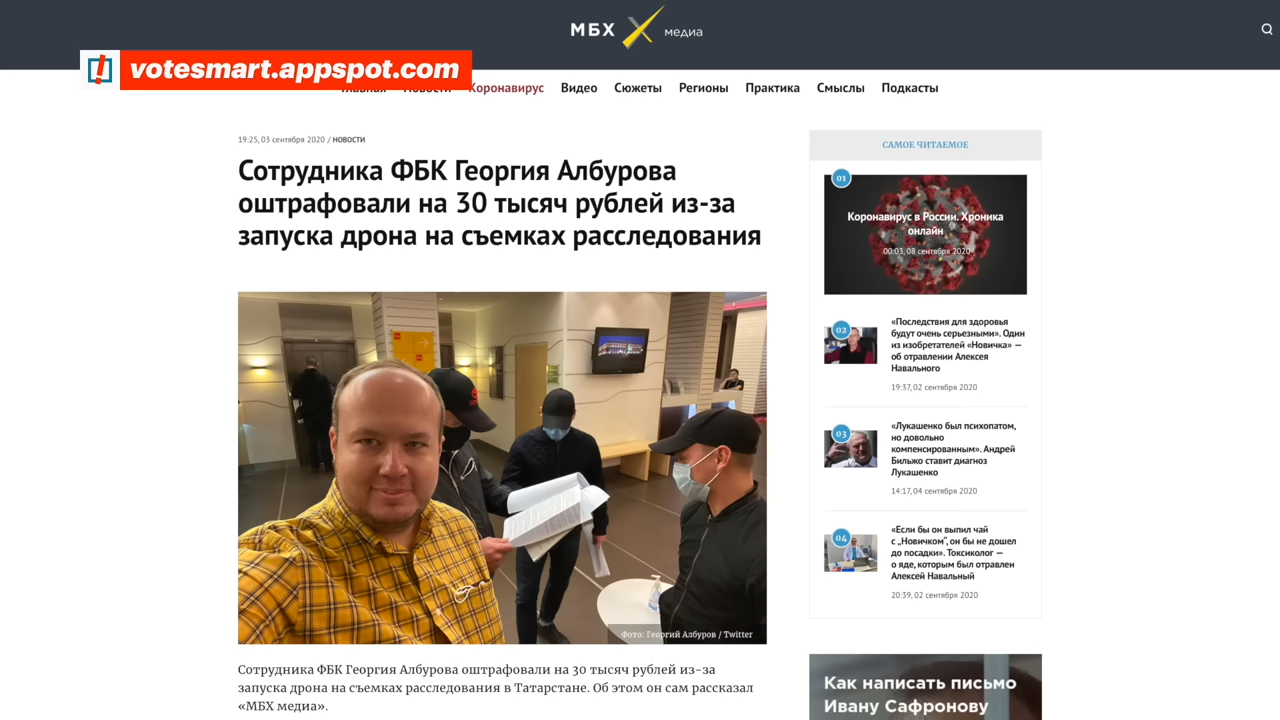 МБХ медиа
votesmart.appspot.com
Главная Новости Коронавирус Видео Сюжеты Регионы Практика Смыслы Подкасты
19:25, 03 сентября 2020 / НОВОСТИ
Сотрудника ФБК Георгия Албурова
оштрафовали на 30 тысяч рублей из-за
запуска дрона на съемках расследования
Фото: Георгий Албуров / Twitter
Сотрудника ФБК Георгия Албурова оштрафовали на 30 тысяч рублей из-за
запуска дрона на съемках расследования в Татарстане. Об этом он сам рассказал
«МБХ медиа».
САМОЕ ЧИТАЕМОЕ
01
Коронавирус в России. Хроника
онлайн
00:03, 08 сентября 2020
02
«Последствия для здоровья
будут очень серьезными». Один
из изобретателей «Новичка» —
об отравлении Алексея
Навального
19:37, 02 сентября 2020
03
«Лукашенко был психопатом,
но довольно
компенсированным». Андрей
Бильжо ставит диагноз
Лукашенко
14:17, 04 сентября 2020
04
«Если бы он выпил чай
с „Новичком“, он бы не дошел
до посадки». Токсиколог —
о яде, которым был отравлен
Алексей Навальный
20:39, 02 сентября 2020
Как написать письмо
Ивану Сафронову